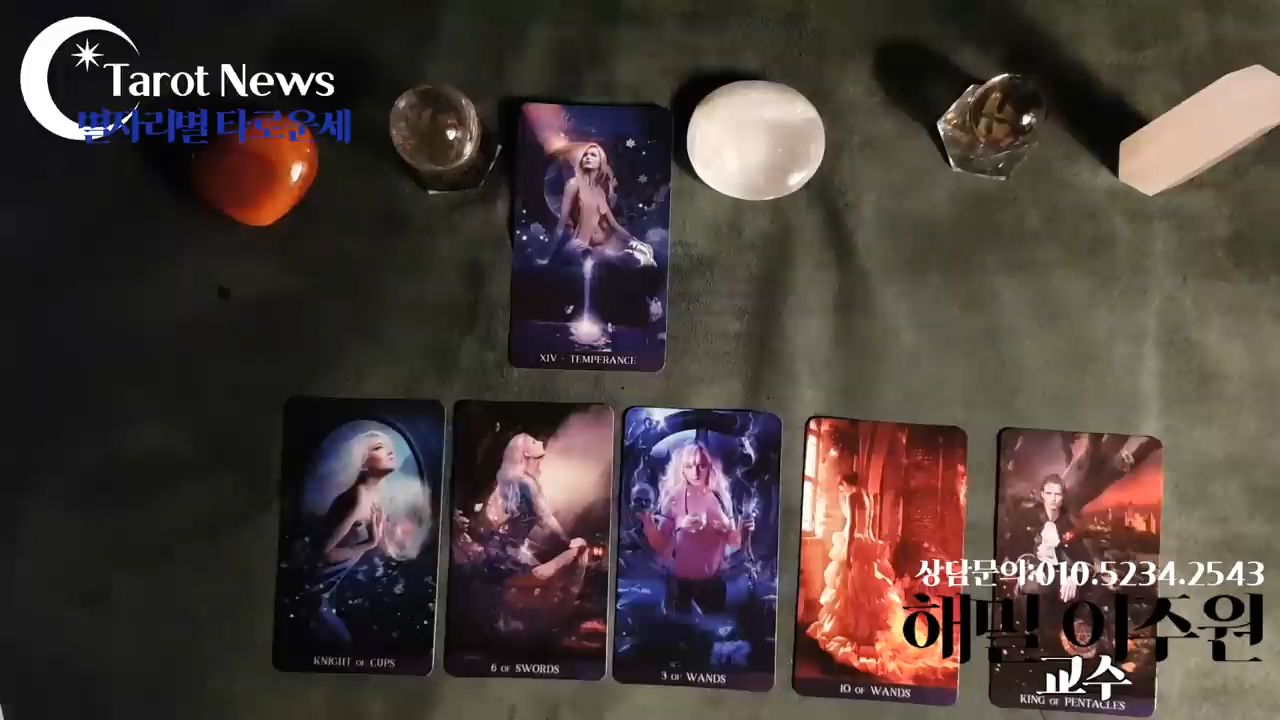 Tarot News
별자리별 타로운세
XIV · TEMPERANCE
KNIGHT OF CUPS
6 OF SWORDS
3 OF WANDS
10 OF WANDS
KING OF PENTACLES
상담문의:010.5234.2543
해밀 이주원
교수